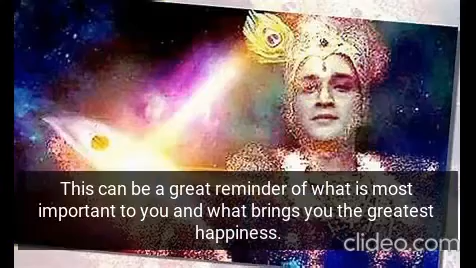 This can be a great reminder of what is most
important to you and what brings you the greatest
happiness.
clideo.com